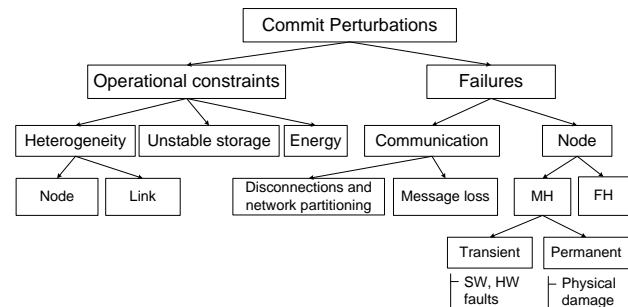 Commit Perturbations
Operational constraints
Failures
Heterogneity
Unstable storage
Energy
Communication
Node
Node
Link
Disconnections and
network partitioning
Message loss
MH
FH
Transient
Permanent
SW, HW
faults
Physical
damage